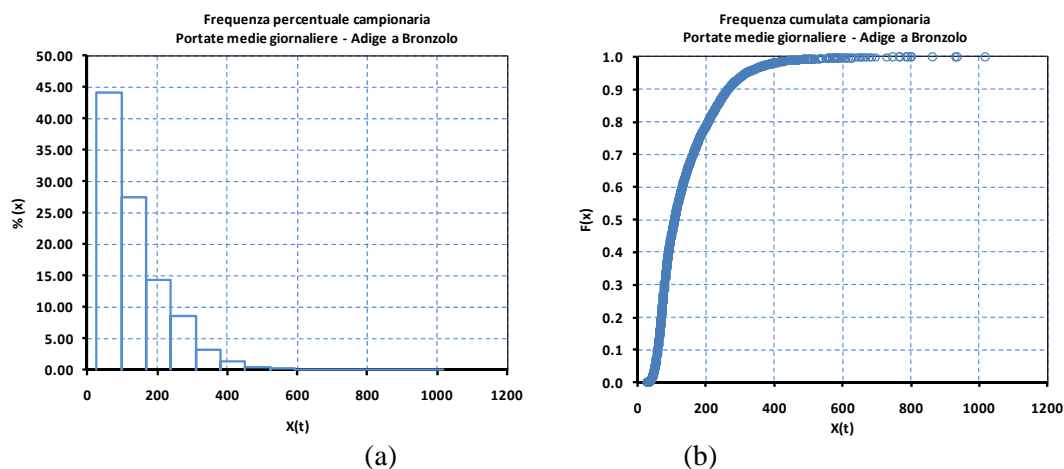 Frequenza percentuale campionaria
Portate medie giornaliere - Adige a Bronzolo
50.00
45.00
40.00
35.00
30.00
25.00
20.00
15.00
10.00
5.00
0.00
% (x)
0 200 400 600 800 1000 1200
X(t)
(a)
Frequenza cumulata campionaria
Portate medie giornaliere - Adige a Bronzolo
1.0
0.9
0.8
0.7
0.6
0.5
0.4
0.3
0.2
0.1
0.0
F(x)
0 200 400 600 800 1000 1200
X(t)
(b)